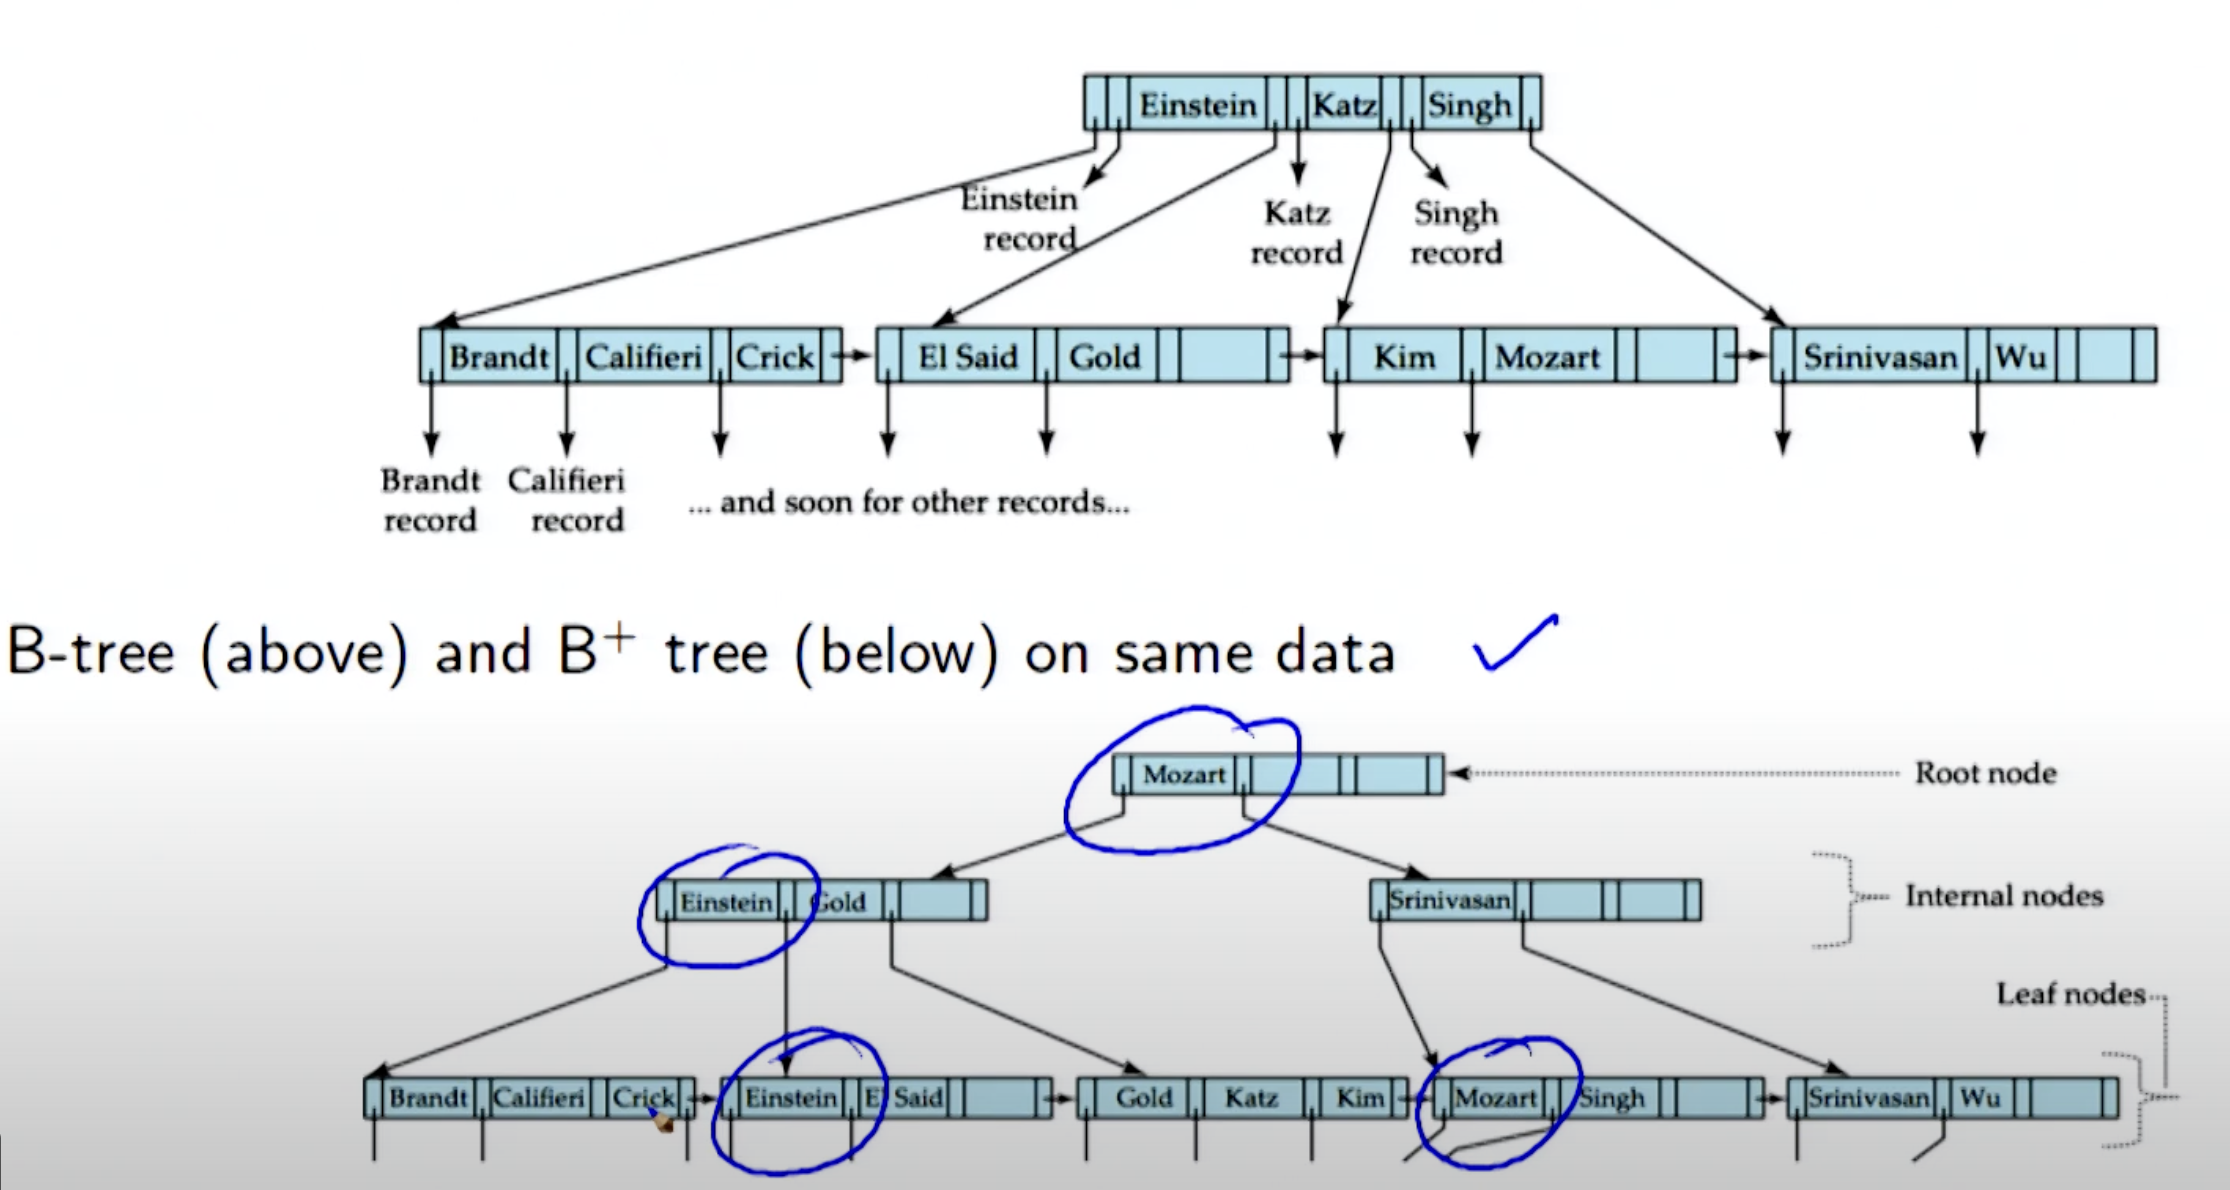 Einstein Katz Singh
Einstein record
Katz record
Singh record
Brandt Califieri Crick
El Said Gold
Kim Mozart
Srinivasan Wu
Brandt record
Califieri record
... and soon for other records...
B-tree (above) and B+ tree (below) on same data
Mozart
Root node
Einstein Gold
Srinivasan
Internal nodes
Leaf nodes
Brandt Califieri Crick
Einstein El Said
Gold Katz Kim
Mozart Singh
Srinivasan Wu